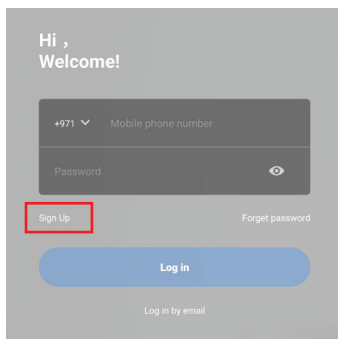 Hi ，
Welcome!
+971 Mobile phone number
Password
Sign Up Forget password
Log in
Log in by email